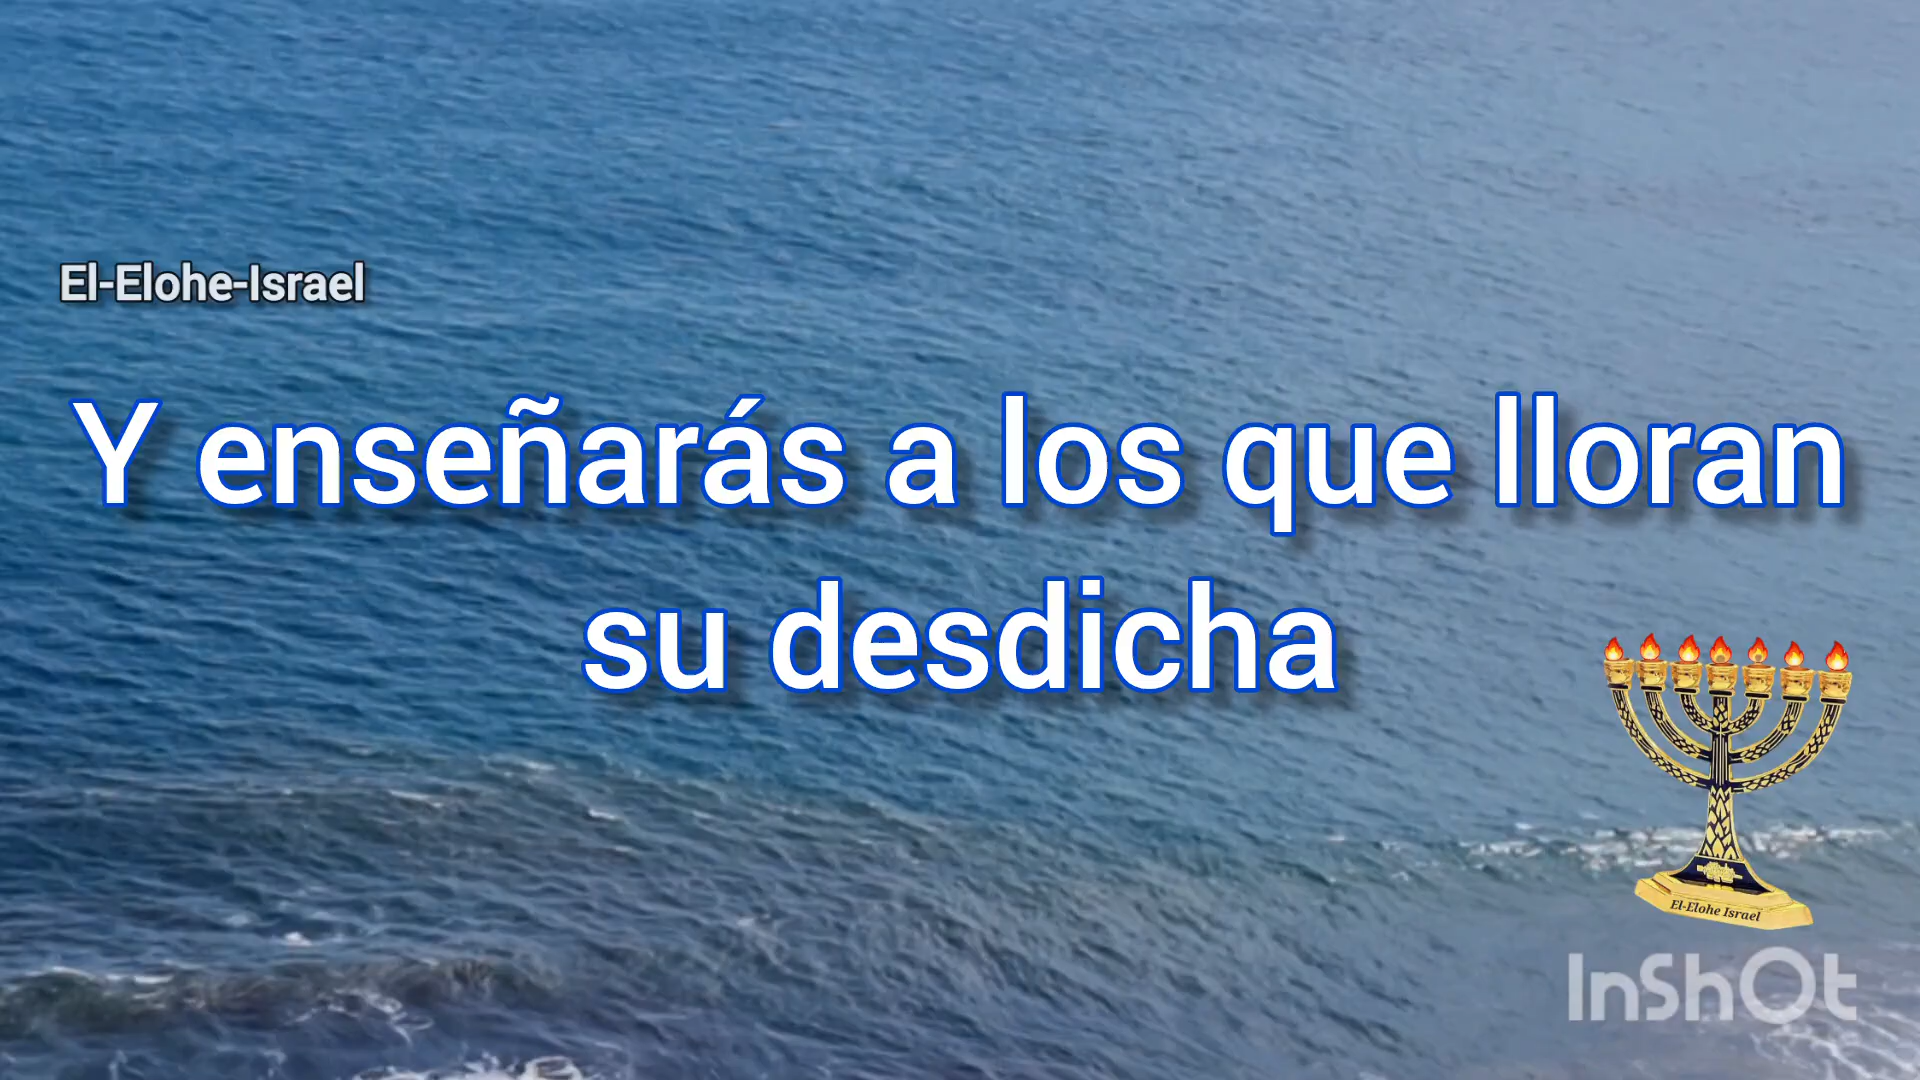 El-Elohe-Israel
Y enseñarás a los que lloran
su desdicha
El-Elohe Israel
InShOt